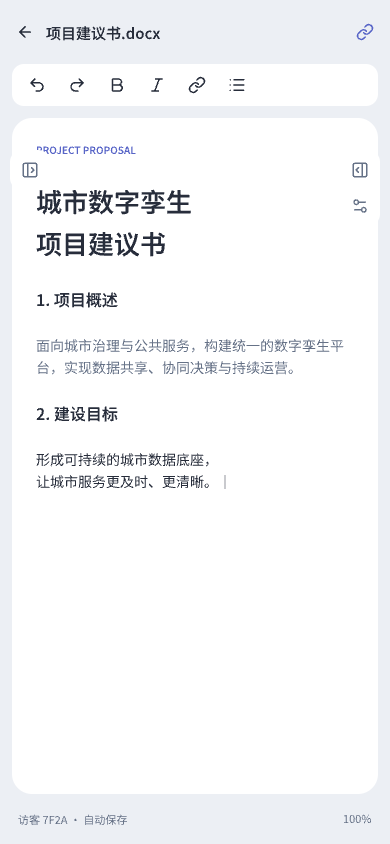 项目建议书.docx
PROJECT PROPOSAL
城市数字孪生
项目建议书
1. 项目概述
面向城市治理与公共服务，构建统一的数字孪生平
台，实现数据共享、协同决策与持续运营。
2. 建设目标
形成可持续的城市数据底座，
让城市服务更及时、更清晰。
访客 7F2A · 自动保存
100%